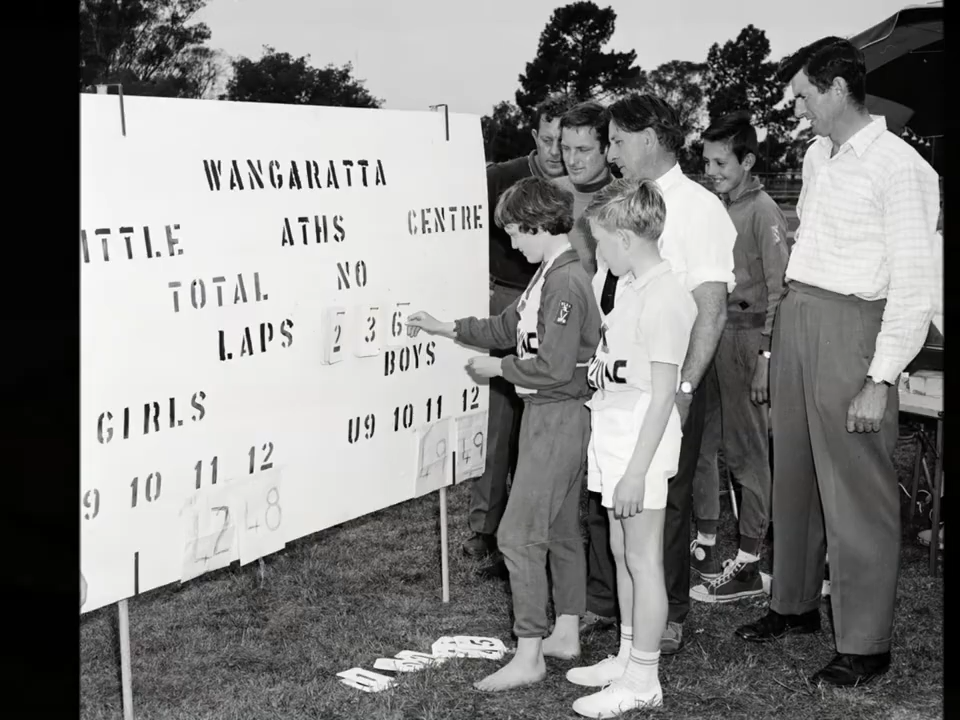 WANGARATTA
ITTLE ATHS CENTRE
TOTAL NO
LAPS 2 3 6
BOYS
GIRLS
U9 10 11 12
9 10 11 12
49
48